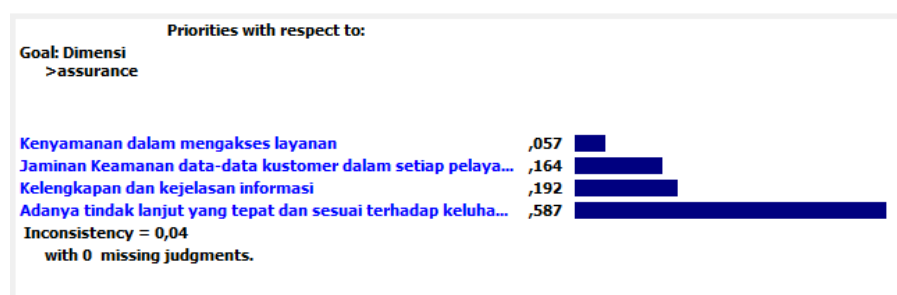 Priorities with respect to:
Goal: Dimensi
>assurance
Kenyamanan dalam mengakses layanan ,057
Jaminan Keamanan data-data kustomer dalam setiap pelaya... ,164
Kelengkapan dan kejelasan informasi ,192
Adanya tindak lanjut yang tepat dan sesuai terhadap keluha... ,587
Inconsistency = 0,04
with 0 missing judgments.